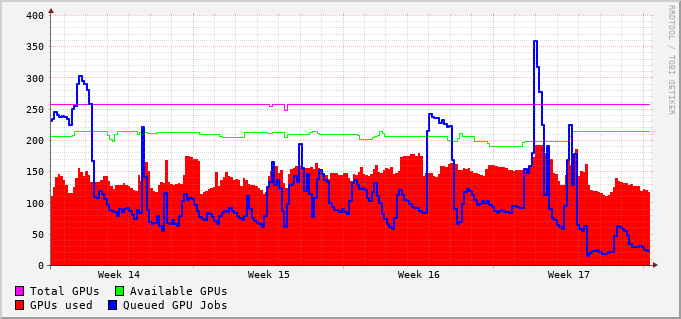 400
350
300
250
200
150
100
50
0
Week 14 Week 15 Week 16 Week 17
Total GPUs Available GPUs
GPUs used Queued GPU Jobs
RRDTOOL / TOBI OETIKER